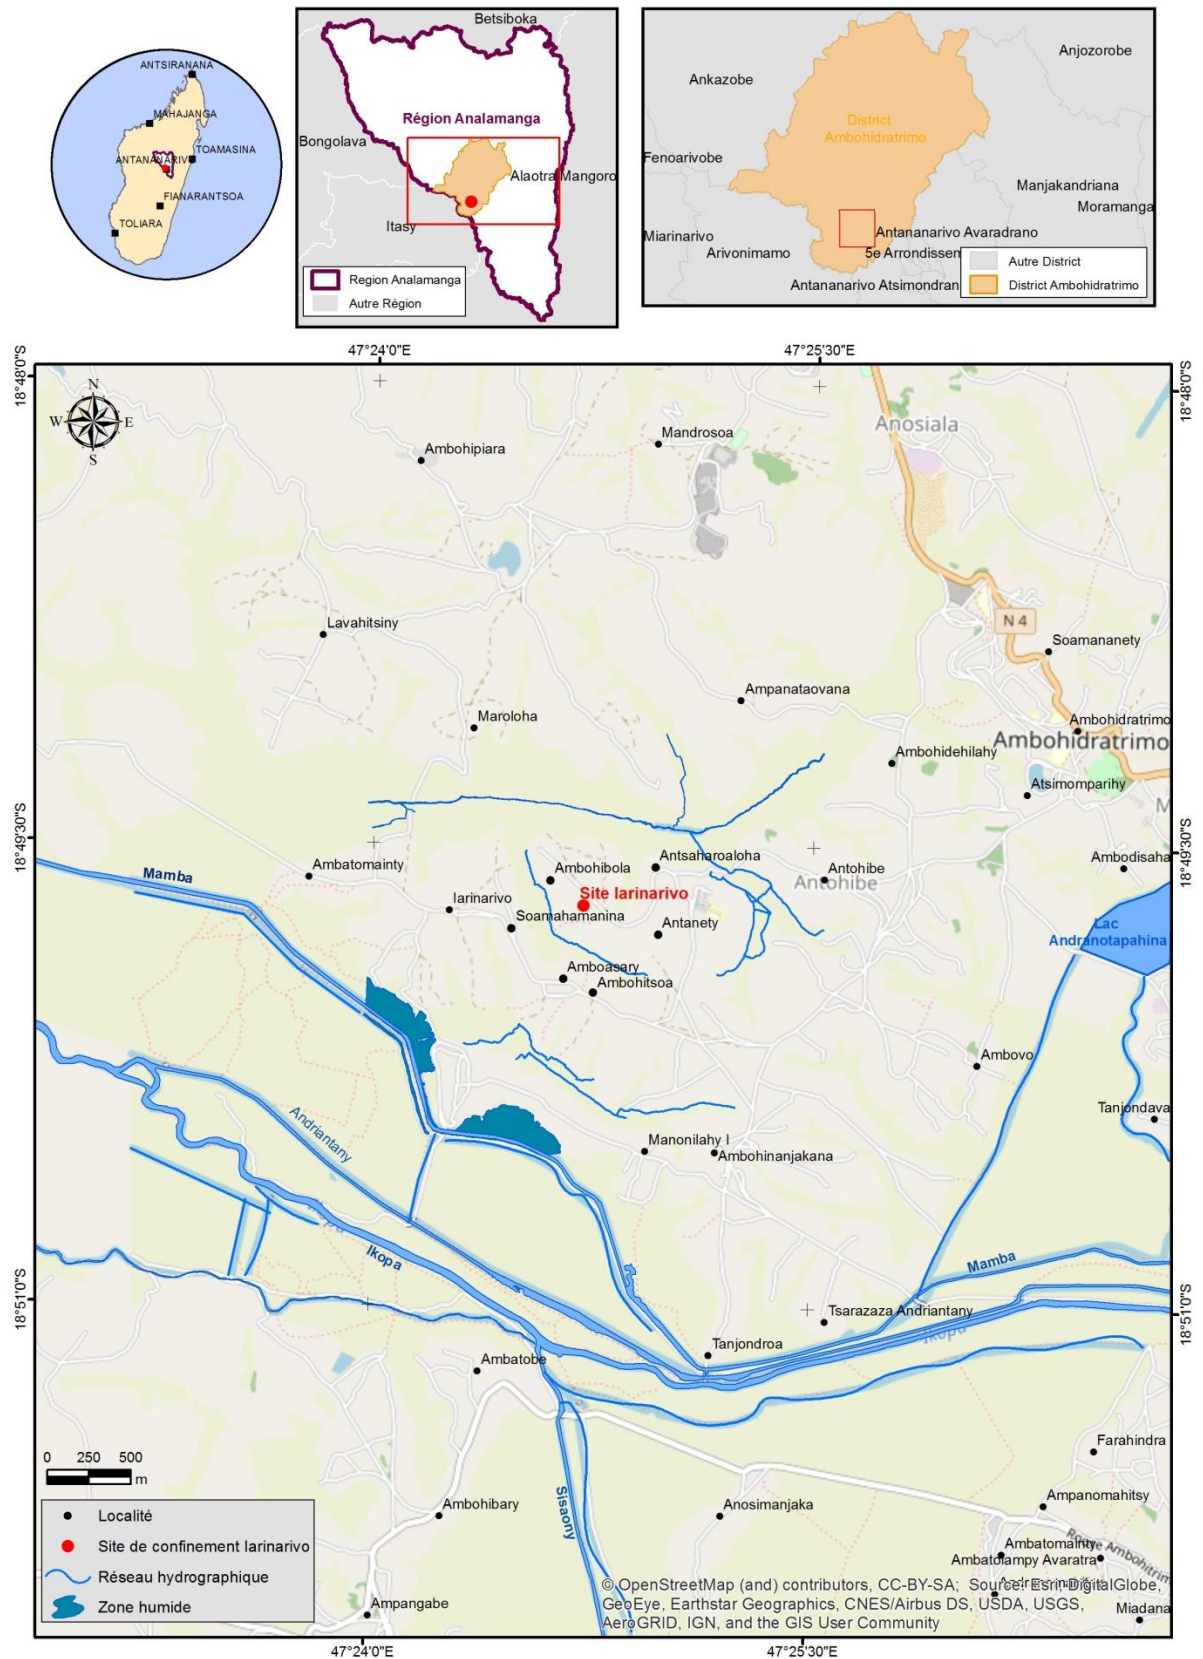 ANTSIRANANA
MAHAJANGA
ANTANANARIV
TOAMASINA
FIANARANTSOA
TOLIARA
Betsiboka
Région Analamanga
Bongolava
Alaotra Mangoro
Itasy
Region Analamanga
Autre Région
Anjozorobe
Ankazobe
District
Ambohidratrimo
Fenoarivobe
Manjakandriana
Moramanga
Miarinarivo
Antananarivo Avaradrano
Arivonimamo
5e Arrondissem
Antananarivo Atsimondran
Autre District
District Ambohidratrimo
47°24'0"E
47°25'30"E
18°48'0"S
18°48'0"S
N
W
E
S
Mandrosoa
Anosiala
Ambohipiara
Lavahitsiny
N 4
Soamananety
Ampanataovana
Maroloha
Ambohidratrimo
Ambohidratrimo
Ambohidehilahy
Atsimomparihy
M
18°49'30"S
18°49'30"S
Ambatomainty
Ambohibola
Antsaharoaloha
Antohibe
Antohibe
Ambodisaha
Mamba
Iarinarivo
Site Iarinarivo
Soamahamanina
Antanety
Lac
Andranotapahina
Amboasary
Ambohitsoa
Ambovo
Andriantany
Tanjondava
Manonilahy I
Ambohinanjakana
Ikopa
Mamba
18°51'0"S
18°51'0"S
Tsarazaza Andriantany
Ikopa
Tanjondroa
Ambatobe
0 250 500
m
Farahindra
Sisaony
Ambohibary
Anosimanjaka
Ampanomahitsy
Localité
Site de confinement Iarinarivo
Réseau hydrographique
Zone humide
Ambatomainty
Ambatolampy Avaratra
Ampangabe
Miadana
© OpenStreetMap (and) contributors, CC-BY-SA; Source: Esri, DigitalGlobe,
GeoEye, Earthstar Geographics, CNES/Airbus DS, USDA, USGS,
AeroGRID, IGN, and the GIS User Community
47°24'0"E
47°25'30"E